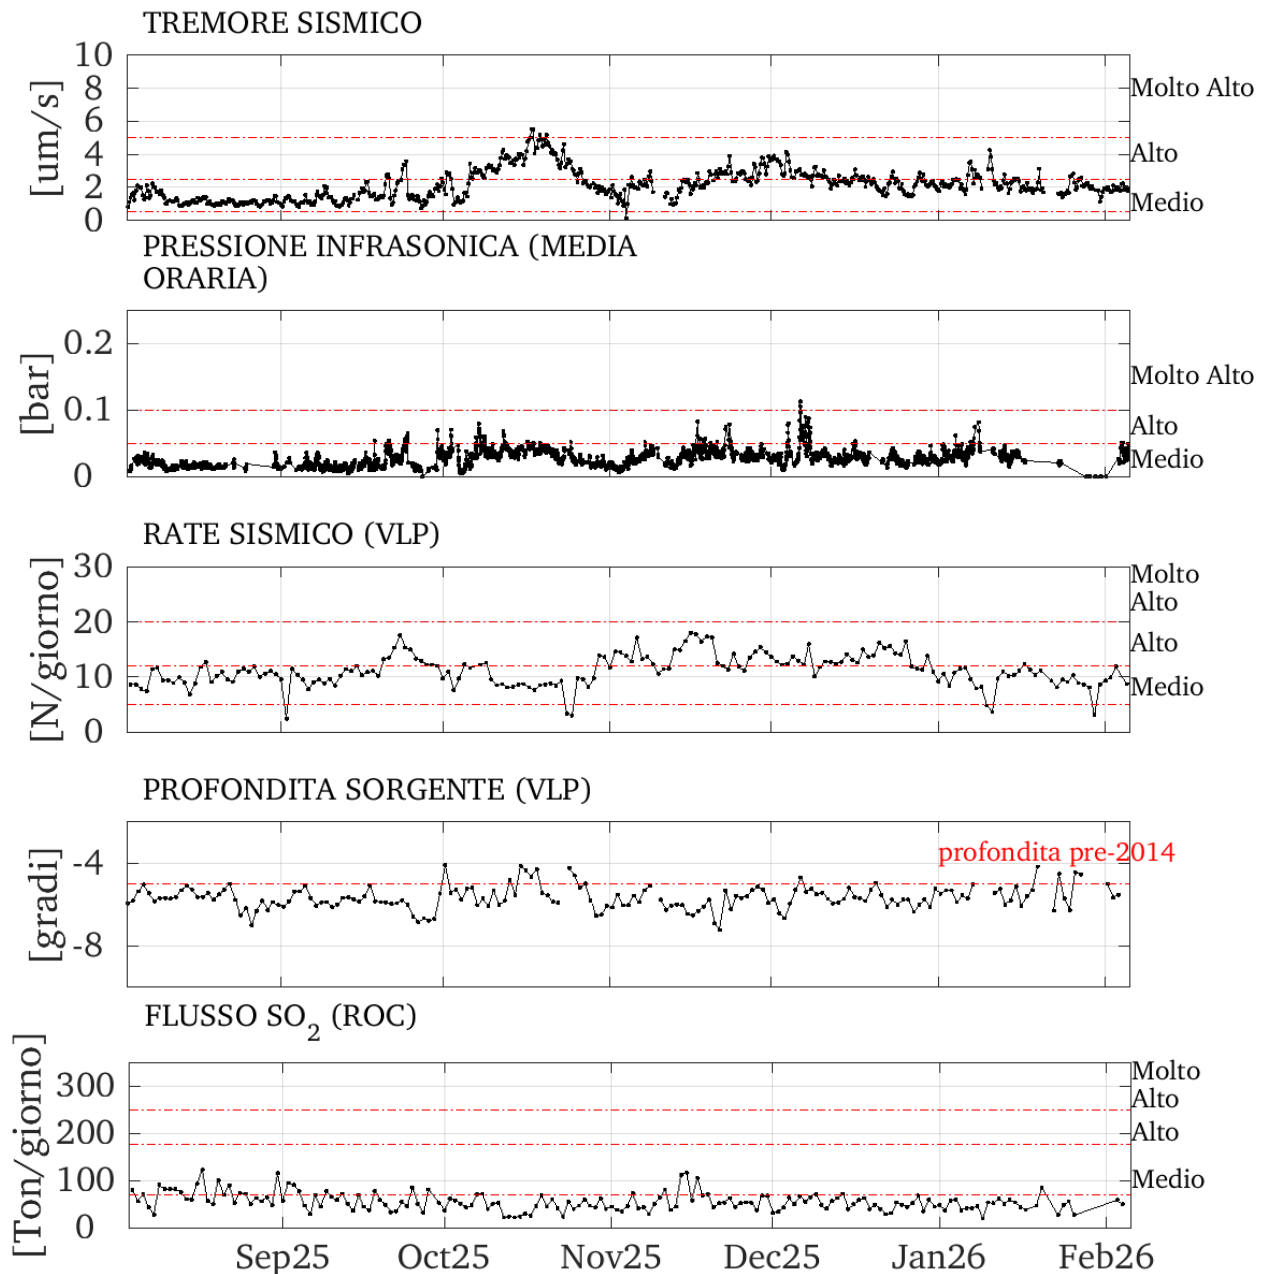 TREMORE SISMICO
[um/s]
10
8
6
4
2
0
Molto Alto
Alto
Medio
PRESSIONE INFRASONICA (MEDIA
ORARIA)
[bar]
0.2
0.1
0
Molto Alto
Alto
Medio
RATE SISMICO (VLP)
[N/giorno]
30
20
10
0
Molto
Alto
Alto
Medio
PROFONDITA SORGENTE (VLP)
[gradi]
-4
-8
profondita pre-2014
FLUSSO SO2 (ROC)
[Ton/giorno]
300
200
100
0
Molto
Alto
Alto
Medio
Sep25 Oct25 Nov25 Dec25 Jan26 Feb26